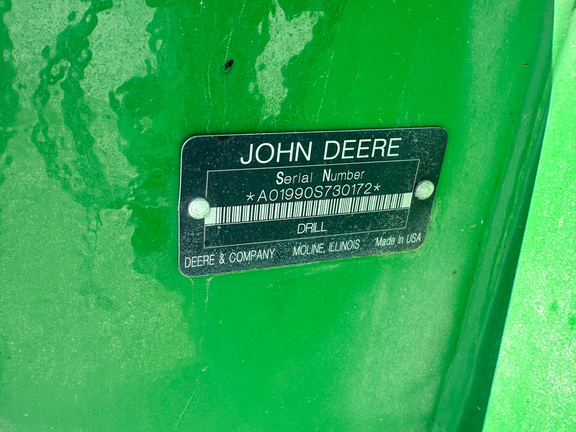 JOHN DEERE
Serial Number
*A01990S730172*
DRILL
DEERE & COMPANY MOLINE, ILLINOIS Made In USA